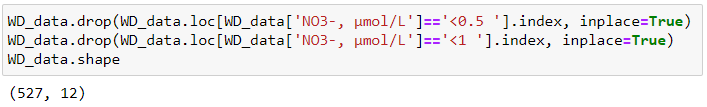 WD_data.drop(WD_data.loc[WD_data['NO3-, µmol/L']=='<0.5 '].index, inplace=True)
WD_data.drop(WD_data.loc[WD_data['NO3-, µmol/L']=='<1 '].index, inplace=True)
WD_data.shape
(527, 12)